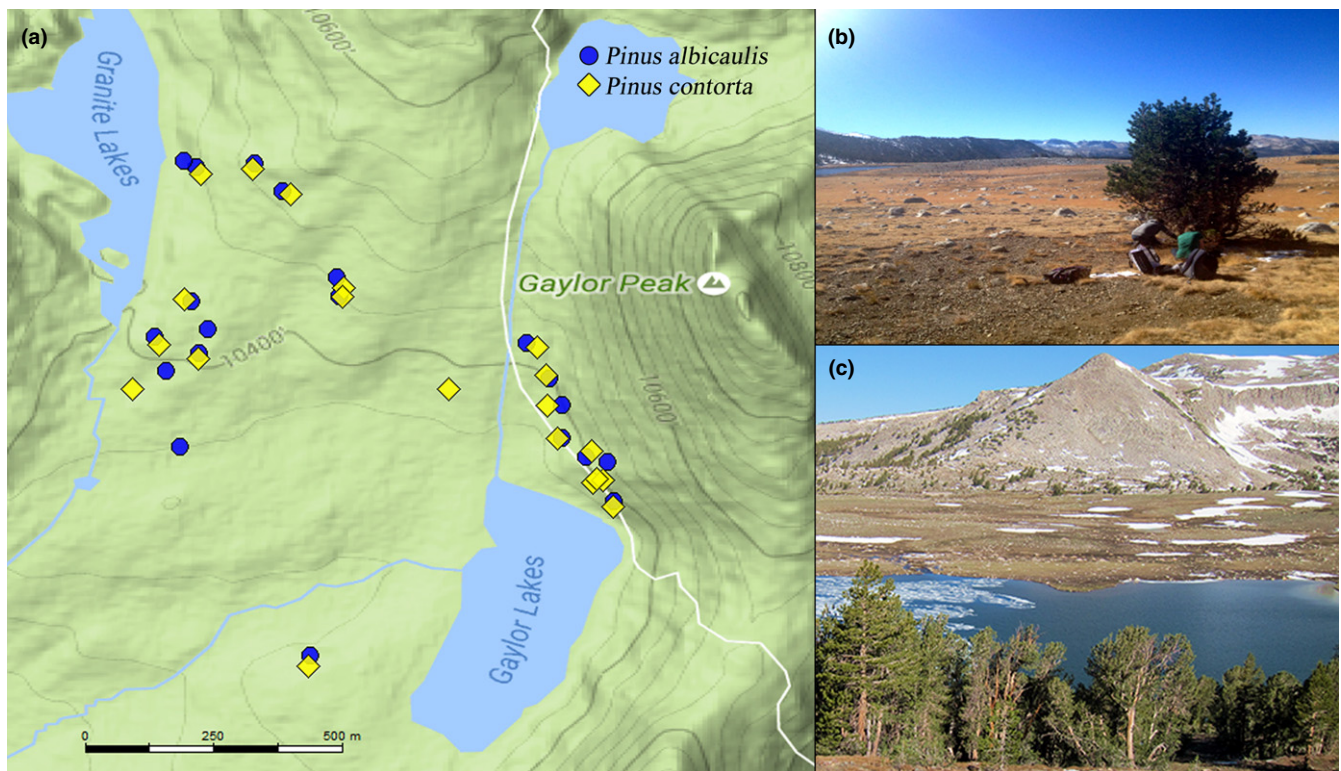 (a)
10600'
Pinus albicaulis
Pinus contorta
Granite Lakes
Gaylor Peak
10800'
10400'
10600'
Gaylor Lakes
0 250 500 m
(b)
(c)